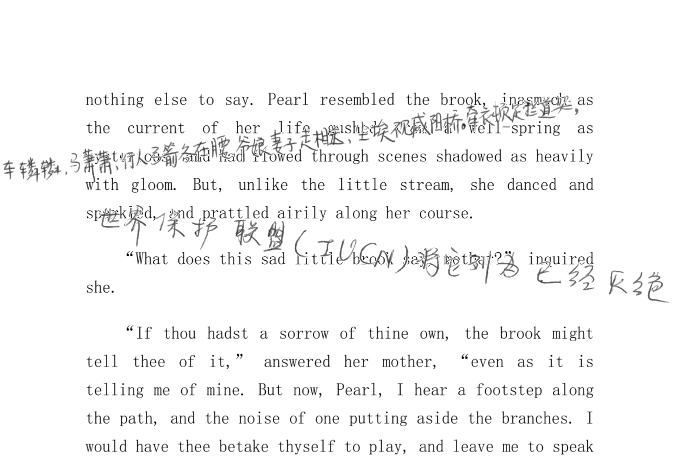 nothing else to say. Pearl resembled the brook, inasmuch as
the current of her life gushed from a well-spring as
车辚辚,马萧萧,行人弓箭各在腰,爷娘妻子走相送,尘埃不见咸阳桥。牵衣顿足拦道哭,
and had flowed through scenes shadowed as heavily
with gloom. But, unlike the little stream, she danced and
sparkled, and prattled airily along her course.
世界保护联盟(IUCN)将它列为已经灭绝
“What does this sad little brook say, mother?” inquired
she.
“If thou hadst a sorrow of thine own, the brook might
tell thee of it,” answered her mother, “even as it is
telling me of mine. But now, Pearl, I hear a footstep along
the path, and the noise of one putting aside the branches. I
would have thee betake thyself to play, and leave me to speak